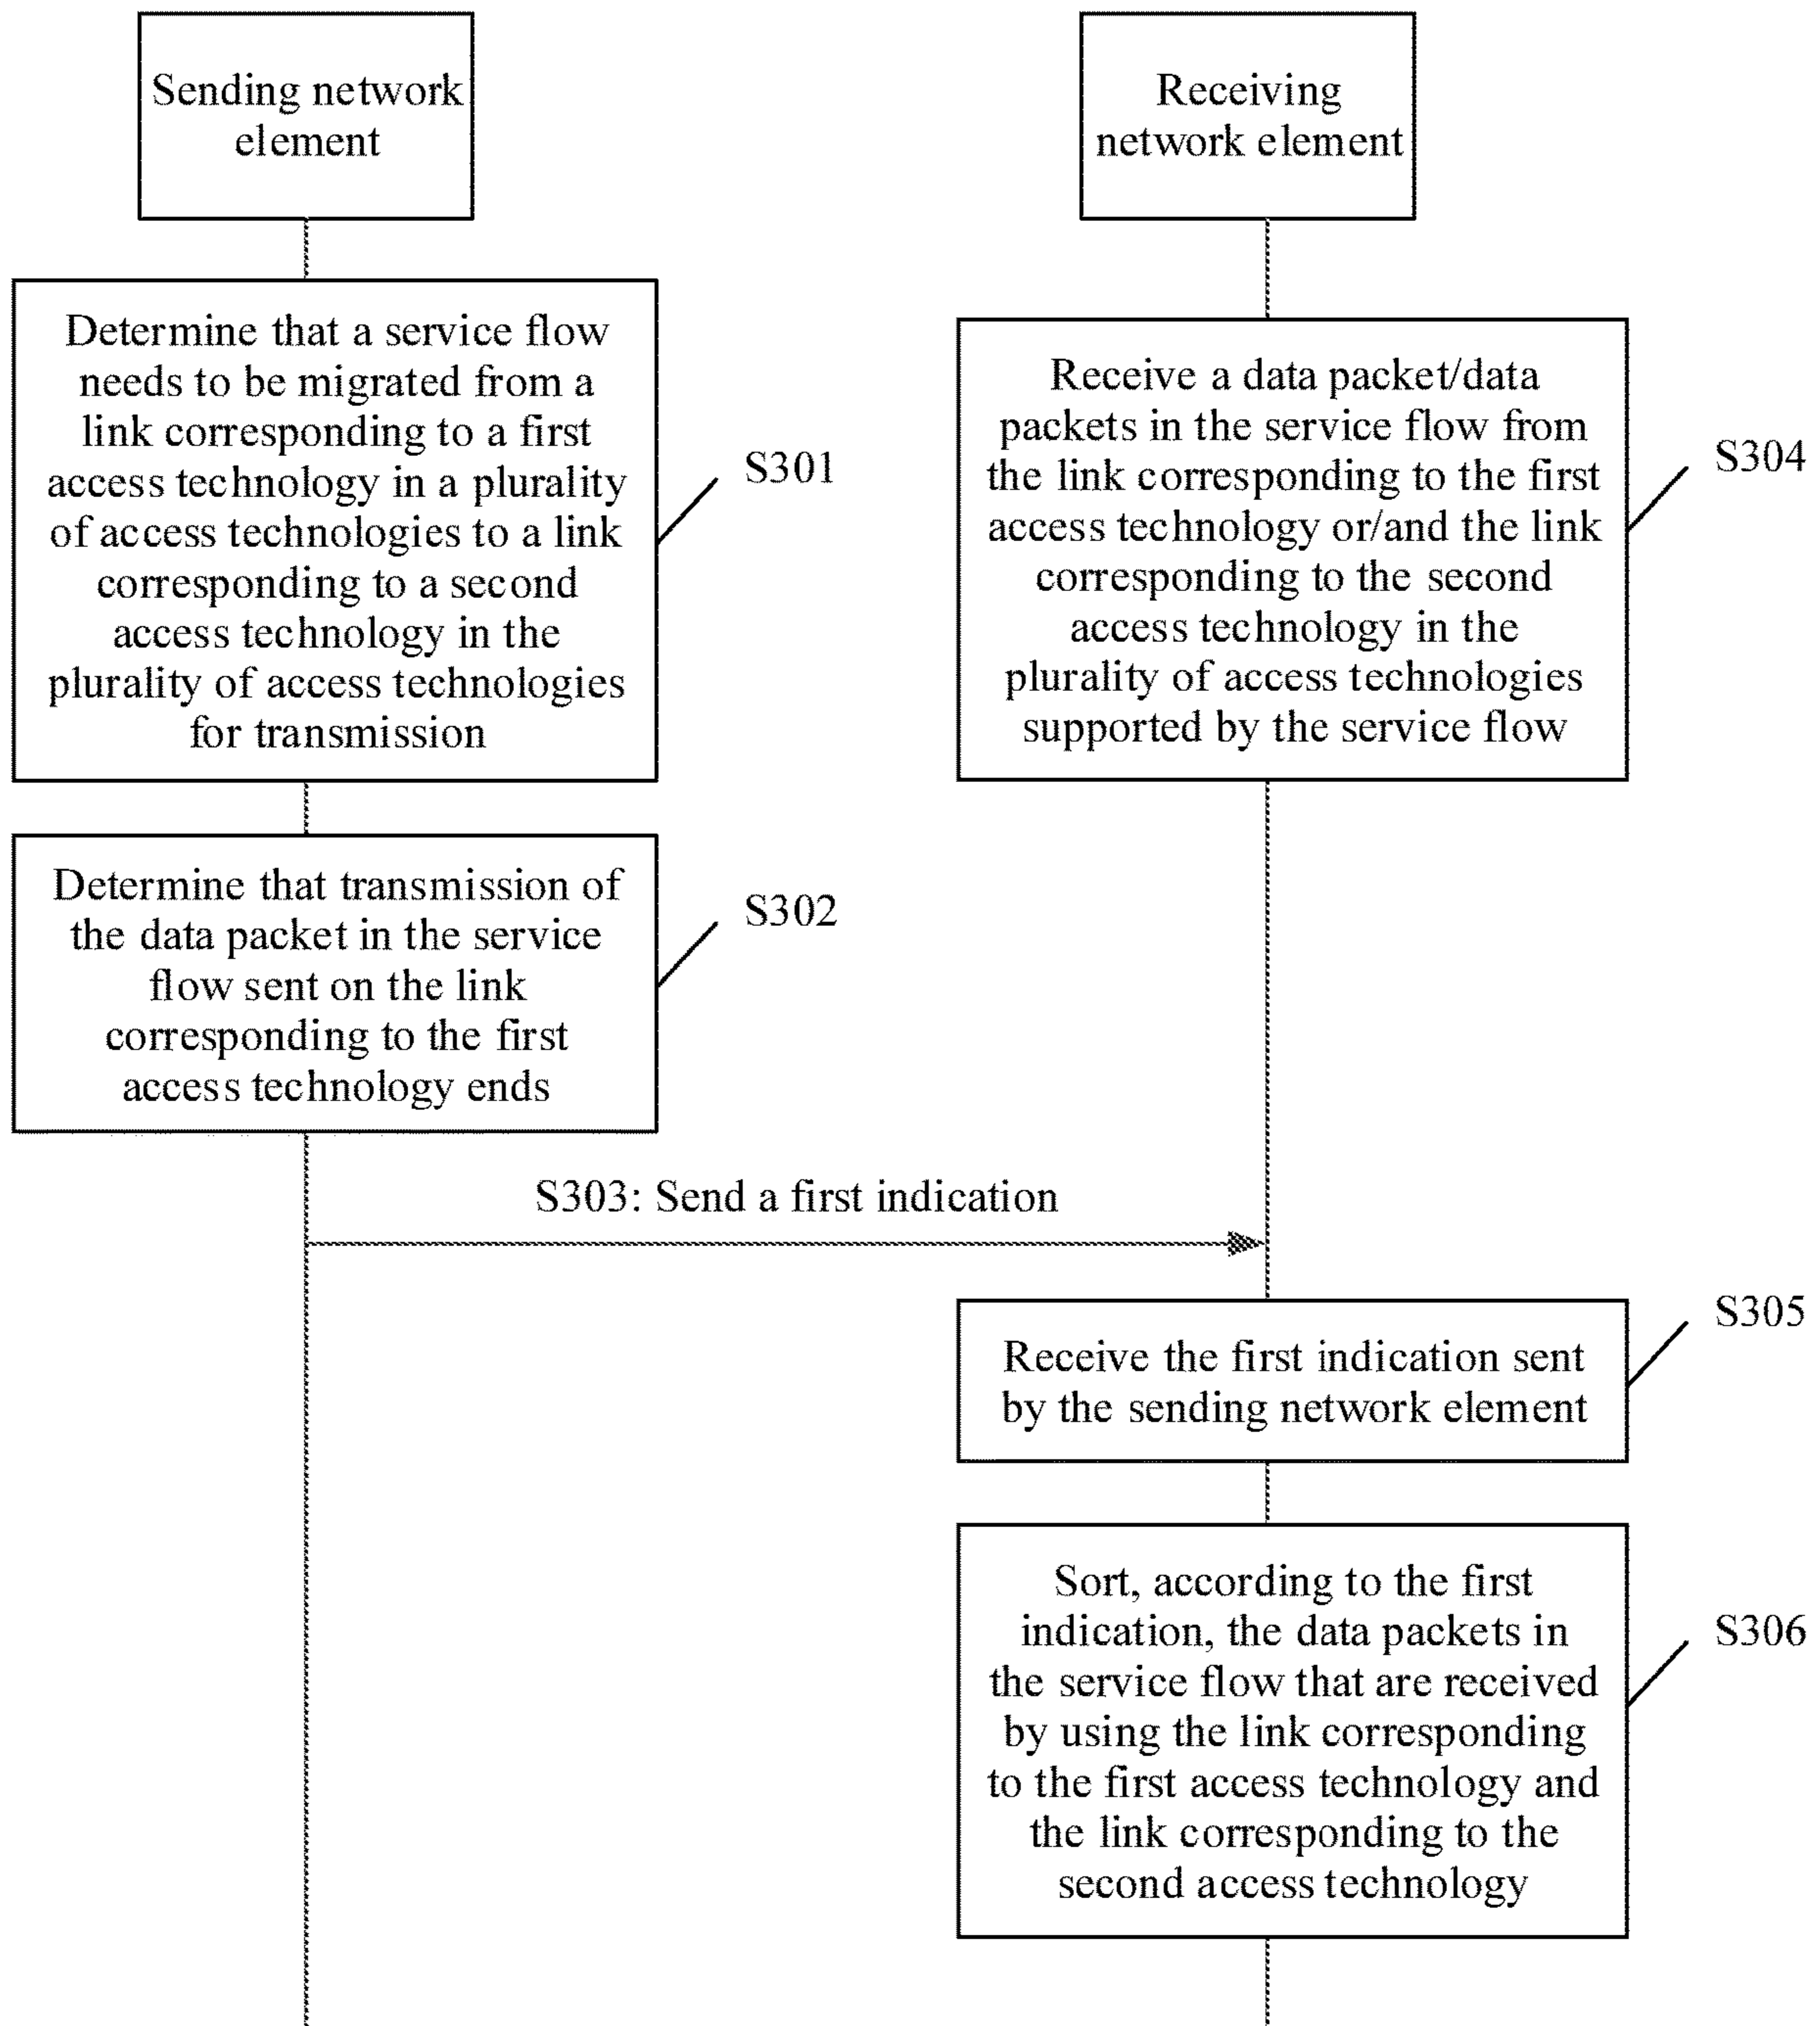 Sending network
element
Receiving
network element
Determine that a service flow
needs to be migrated from a
link corresponding to a first
access technology in a plurality
of access technologies to a link
corresponding to a second
access technology in the
plurality of access technologies
for transmission
S301
Receive a data packet/data
packets in the service flow from
the link corresponding to the first
access technology or/and the link
corresponding to the second
access technology in the
plurality of access technologies
supported by the service flow
S304
Determine that transmission of
the data packet in the service
flow sent on the link
corresponding to the first
access technology ends
S302
S303: Send a first indication
Receive the first indication sent
by the sending network element
S305
Sort, according to the first
indication, the data packets in
the service flow that are received
by using the link corresponding
to the first access technology and
the link corresponding to the
second access technology
S306